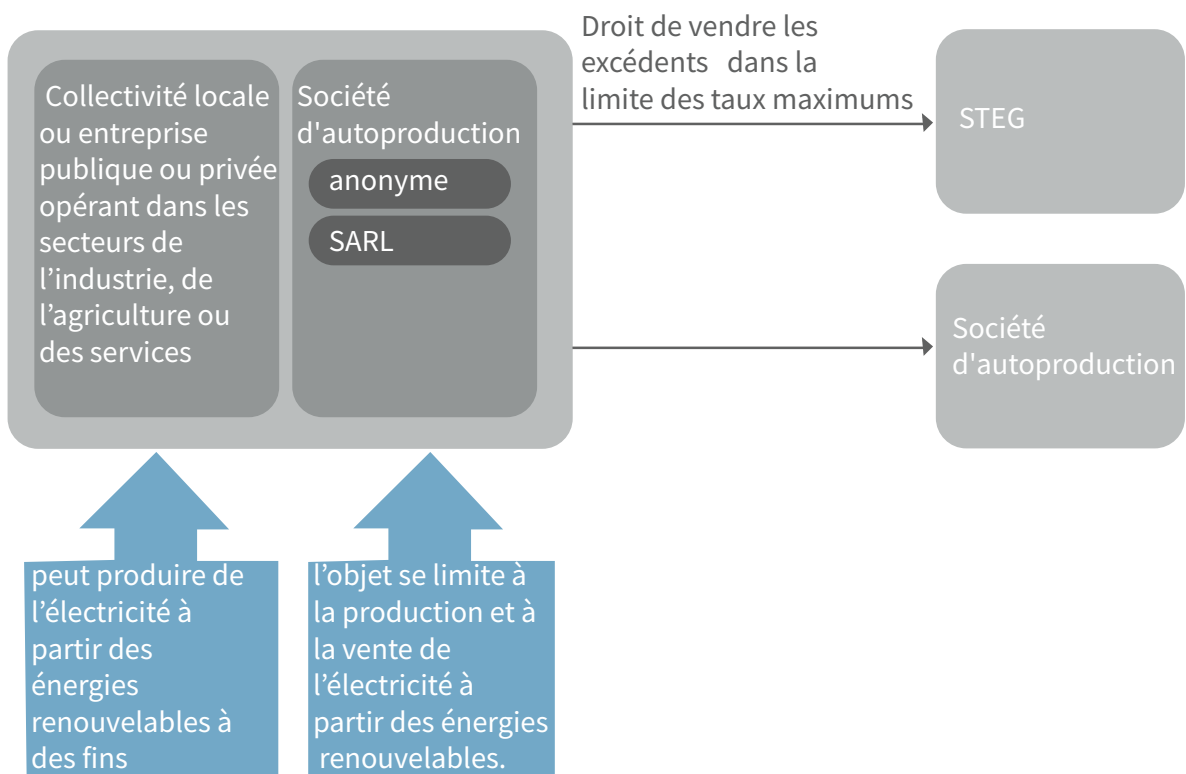 Droit de vendre les
excédents dans la
limite des taux maximums
Collectivité locale
ou entreprise
publique ou privée
opérant dans les
secteurs de
l’industrie, de
l’agriculture ou
des services
Société
d'autoproduction
anonyme
SARL
STEG
Société
d'autoproduction
peut produire de
l’électricité à
partir des
énergies
renouvelables à
des fins
l’objet se limite à
la production et à
la vente de
l’électricité à
partir des énergies
renouvelables.